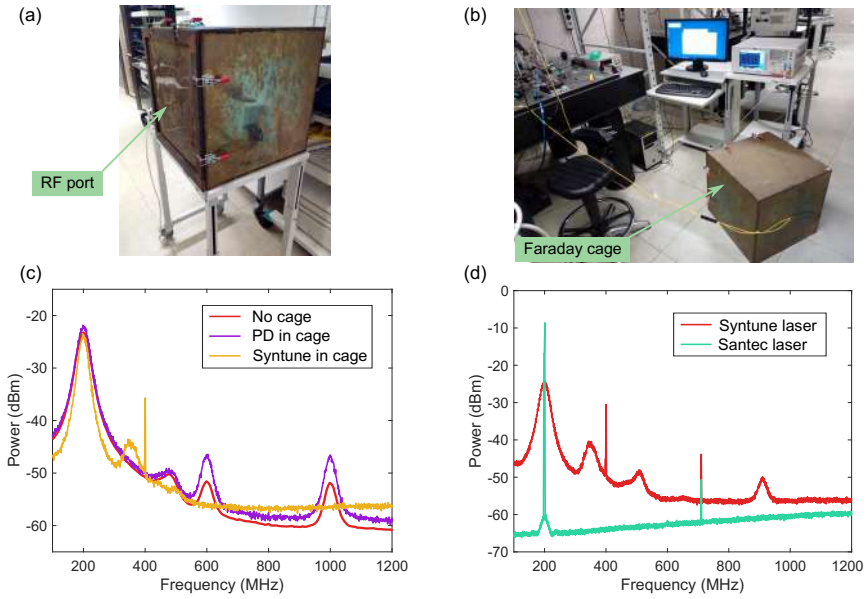 (a)
(b)
RF port
Faraday cage
(c)
(d)
No cage
PD in cage
Syntune in cage
Power (dBm)
-20
-30
-40
-50
-60
200
400
600
800
1000
1200
Frequency (MHz)
Syntune laser
Santec laser
Power (dBm)
0
-10
-20
-30
-40
-50
-60
-70
200
400
600
800
1000
1200
Frequency (MHz)